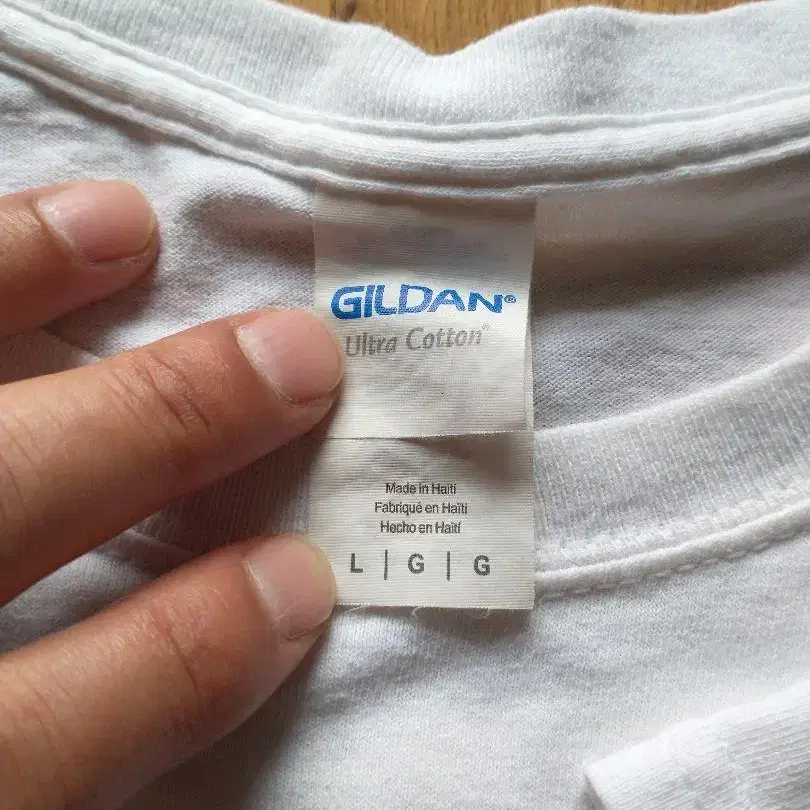 GILDAN®
Ultra Cotton®
Made in Haiti
Fabriqué en Haïti
Hecho en Haití
L | G | G